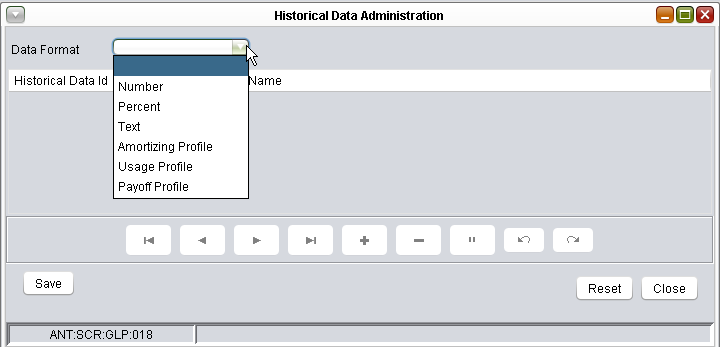 Historical Data Administration
Data Format
Historical Data Id
Name
Number
Percent
Text
Amortizing Profile
Usage Profile
Payoff Profile
Save
Reset
Close
ANT:SCR:GLP:018